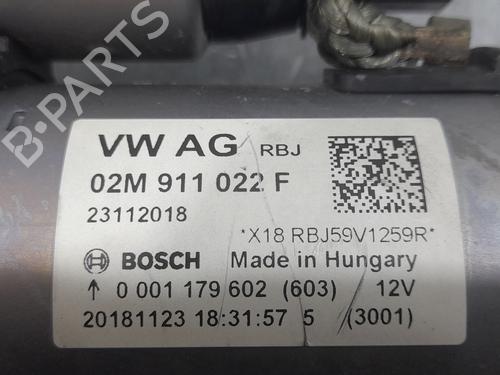 VW AG RBJ
02M 911 022 F
23112018
*X18 RBJ59V1259R*
BOSCH Made in Hungary
↑ 0 001 179 602 (603) 12V
20181123 18:31:57 5 (3001)
B-PARTS